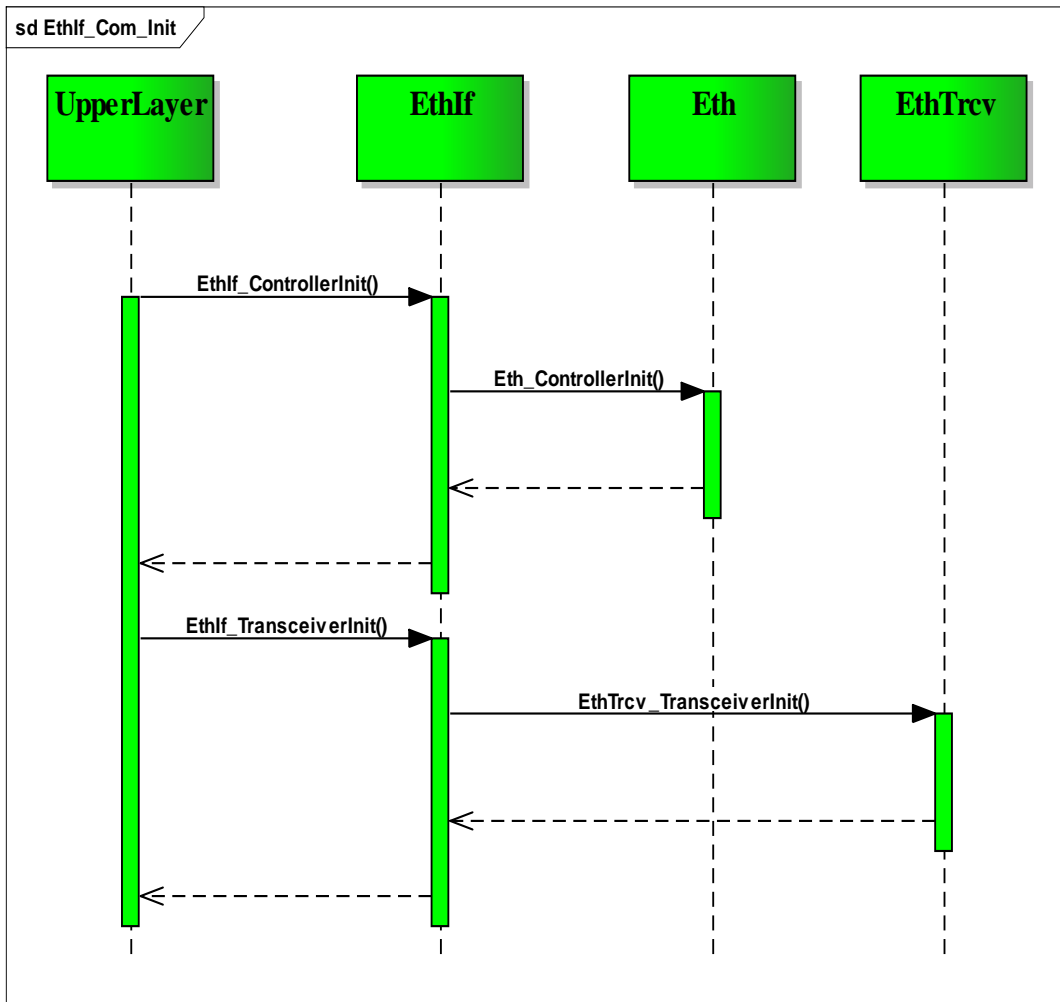 sd EthIf_Com_Init
UpperLayer
EthIf
Eth
EthTrcv
EthIf_ControllerInit()
Eth_ControllerInit()
EthIf_TransceiverInit()
EthTrcv_TransceiverInit()